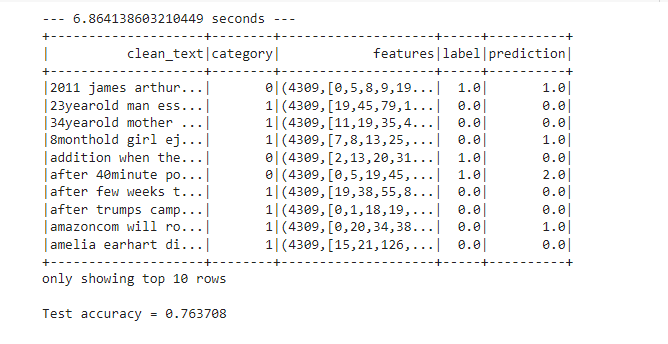 --- 6.864138603210449 seconds ---
+--------------------+--------+--------------------+-----+----------+
|          clean_text|category|            features|label|prediction|
+--------------------+--------+--------------------+-----+----------+
|2011 james arthur...|       0|(4309,[0,5,8,9,19...|  1.0|       1.0|
|23yearold man ess...|       1|(4309,[19,45,79,1...|  0.0|       0.0|
|34yearold mother ...|       1|(4309,[11,19,35,4...|  0.0|       0.0|
|8monthold girl ej...|       1|(4309,[7,8,13,25,...|  0.0|       1.0|
|addition when the...|       0|(4309,[2,13,20,31...|  1.0|       0.0|
|after 40minute po...|       0|(4309,[0,5,19,45,...|  1.0|       2.0|
|after few weeks t...|       1|(4309,[19,38,55,8...|  0.0|       0.0|
|after trumps camp...|       1|(4309,[0,1,18,19,...|  0.0|       0.0|
|amazoncom will ro...|       1|(4309,[0,20,34,38...|  0.0|       1.0|
|amelia earhart di...|       1|(4309,[15,21,126,...|  0.0|       0.0|
+--------------------+--------+--------------------+-----+----------+
only showing top 10 rows
Test accuracy = 0.763708